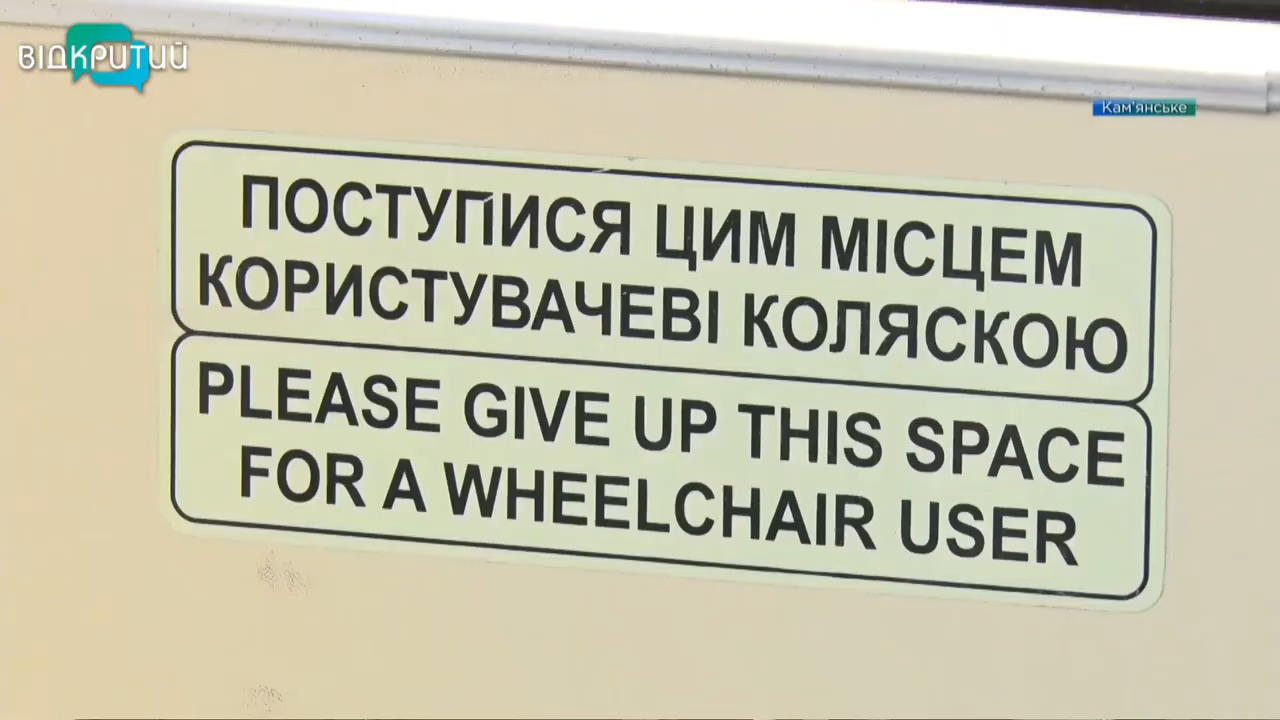 ВІДКРИТИЙ
Кам'янське
ПОСТУПИСЯ ЦИМ МІСЦЕМ
КОРИСТУВАЧЕВІ КОЛЯСКОЮ
PLEASE GIVE UP THIS SPACE
FOR A WHEELCHAIR USER